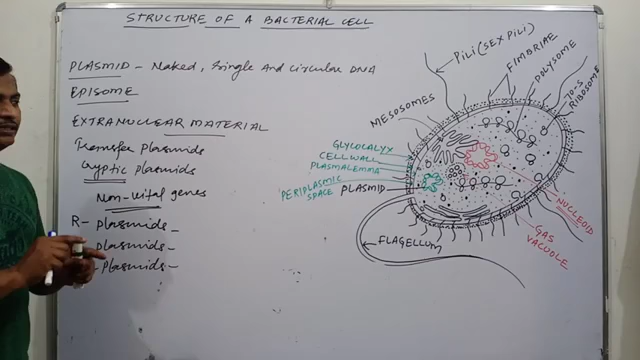 STRUCTURE OF A BACTERIAL CELL
PLASMID - Naked, Single And Circular DNA
EPISOME
EXTRANUCLEAR MATERIAL
Transfer plasmids
Cryptic plasmids
Non-vital genes
R- plasmids -
plasmids -
plasmids -
PiLi (SEX PiLi)
FIMBRIAE
POLYSOME
70-S
RIBOSOME
MESOSOMES
GLYCOCALYX
CELL WALL
PLASMALEMMA
PERIPLASMIC
SPACE
PLASMID
FLAGELLUM
NUCLEOID
GAS
VACUOLE